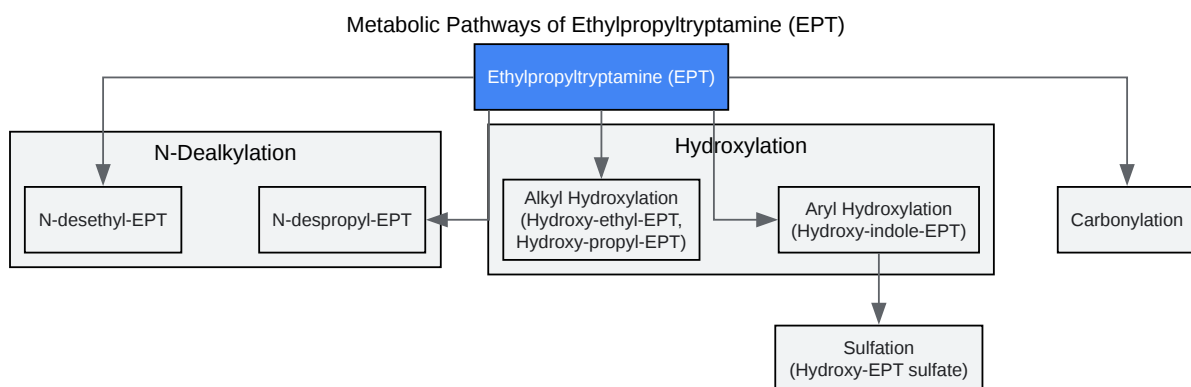 Metabolic Pathways of Ethylpropyltryptamine (EPT)
Ethylpropyltryptamine (EPT)
N-Dealkylation
Hydroxylation
N-desethyl-EPT
N-despropyl-EPT
Alkyl Hydroxylation
(Hydroxy-ethyl-EPT,
Hydroxy-propyl-EPT)
Aryl Hydroxylation
(Hydroxy-indole-EPT)
Carbonylation
Sulfation
(Hydroxy-EPT sulfate)